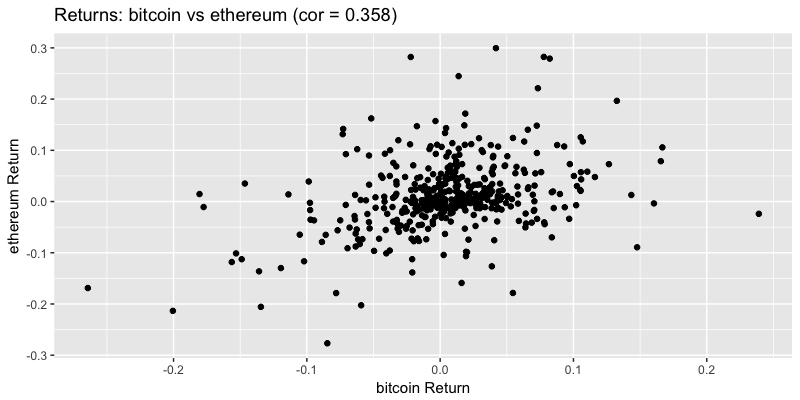 Returns: bitcoin vs ethereum (cor = 0.358)
0.3
0.2
0.1
0.0
-0.1
-0.2
-0.3
ethereum Return
-0.2 -0.1 0.0 0.1 0.2
bitcoin Return